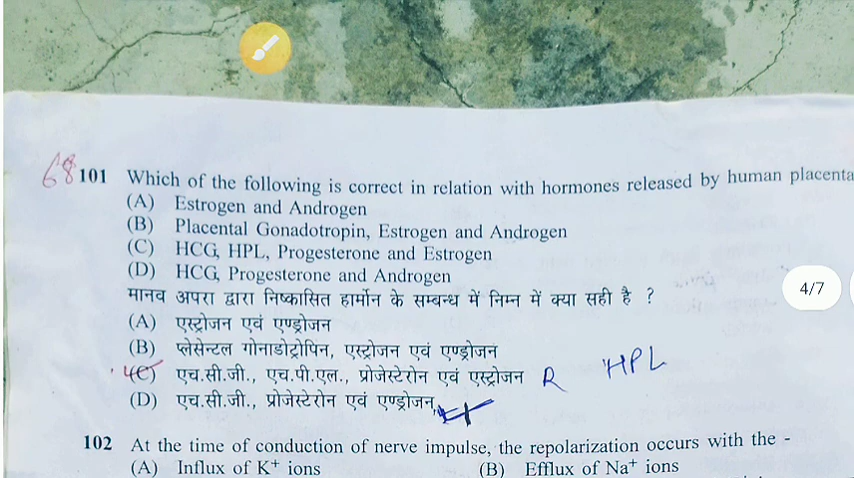 68
101 Which of the following is correct in relation with hormones released by human placenta
(A) Estrogen and Androgen
(B) Placental Gonadotropin, Estrogen and Androgen
(C) HCG, HPL, Progesterone and Estrogen
(D) HCG, Progesterone and Androgen
4/7
मानव अपरा द्वारा निष्कासित हार्मोन के सम्बन्ध में निम्न में क्या सही है ?
(A) एस्ट्रोजन एवं एण्ड्रोजन
(B) प्लेसेन्टल गोनाडोट्रोपिन, एस्ट्रोजन एवं एण्ड्रोजन
(C) एच.सी.जी., एच.पी.एल., प्रोजेस्टेरोन एवं एस्ट्रोजन R HPL
(D) एच.सी.जी., प्रोजेस्टेरोन एवं एण्ड्रोजन
102 At the time of conduction of nerve impulse, the repolarization occurs with the -
(A) Influx of K⁺ ions (B) Efflux of Na⁺ ions